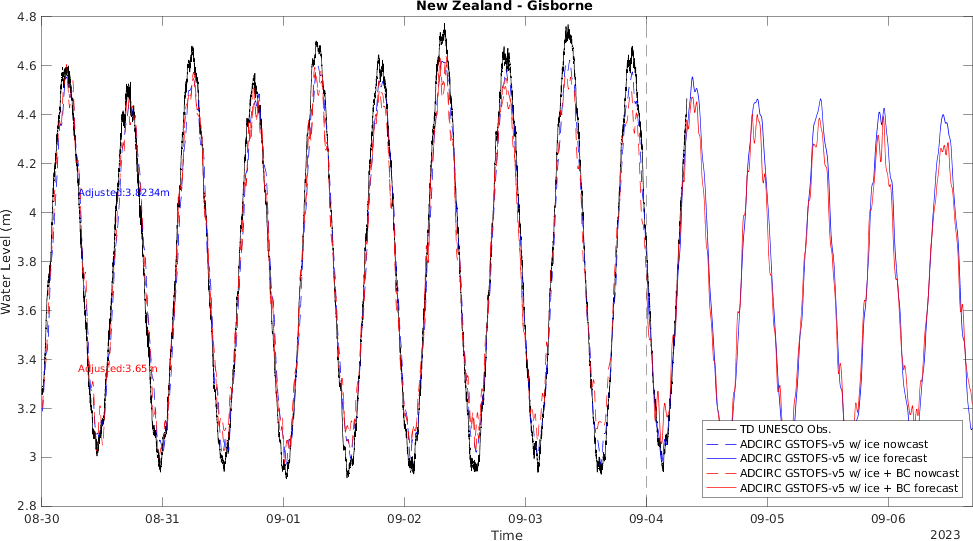 New Zealand - Gisborne
4.8
4.6
4.4
4.2
4
3.8
3.6
3.4
3.2
3
2.8
Water Level (m)
Adjusted:3.8234m
Adjusted:3.65m
TD UNESCO Obs.
ADCIRC GSTOFS-v5 w/ ice nowcast
ADCIRC GSTOFS-v5 w/ ice forecast
ADCIRC GSTOFS-v5 w/ ice + BC nowcast
ADCIRC GSTOFS-v5 w/ ice + BC forecast
08-30 08-31 09-01 09-02 09-03 09-04 09-05 09-06
Time
2023